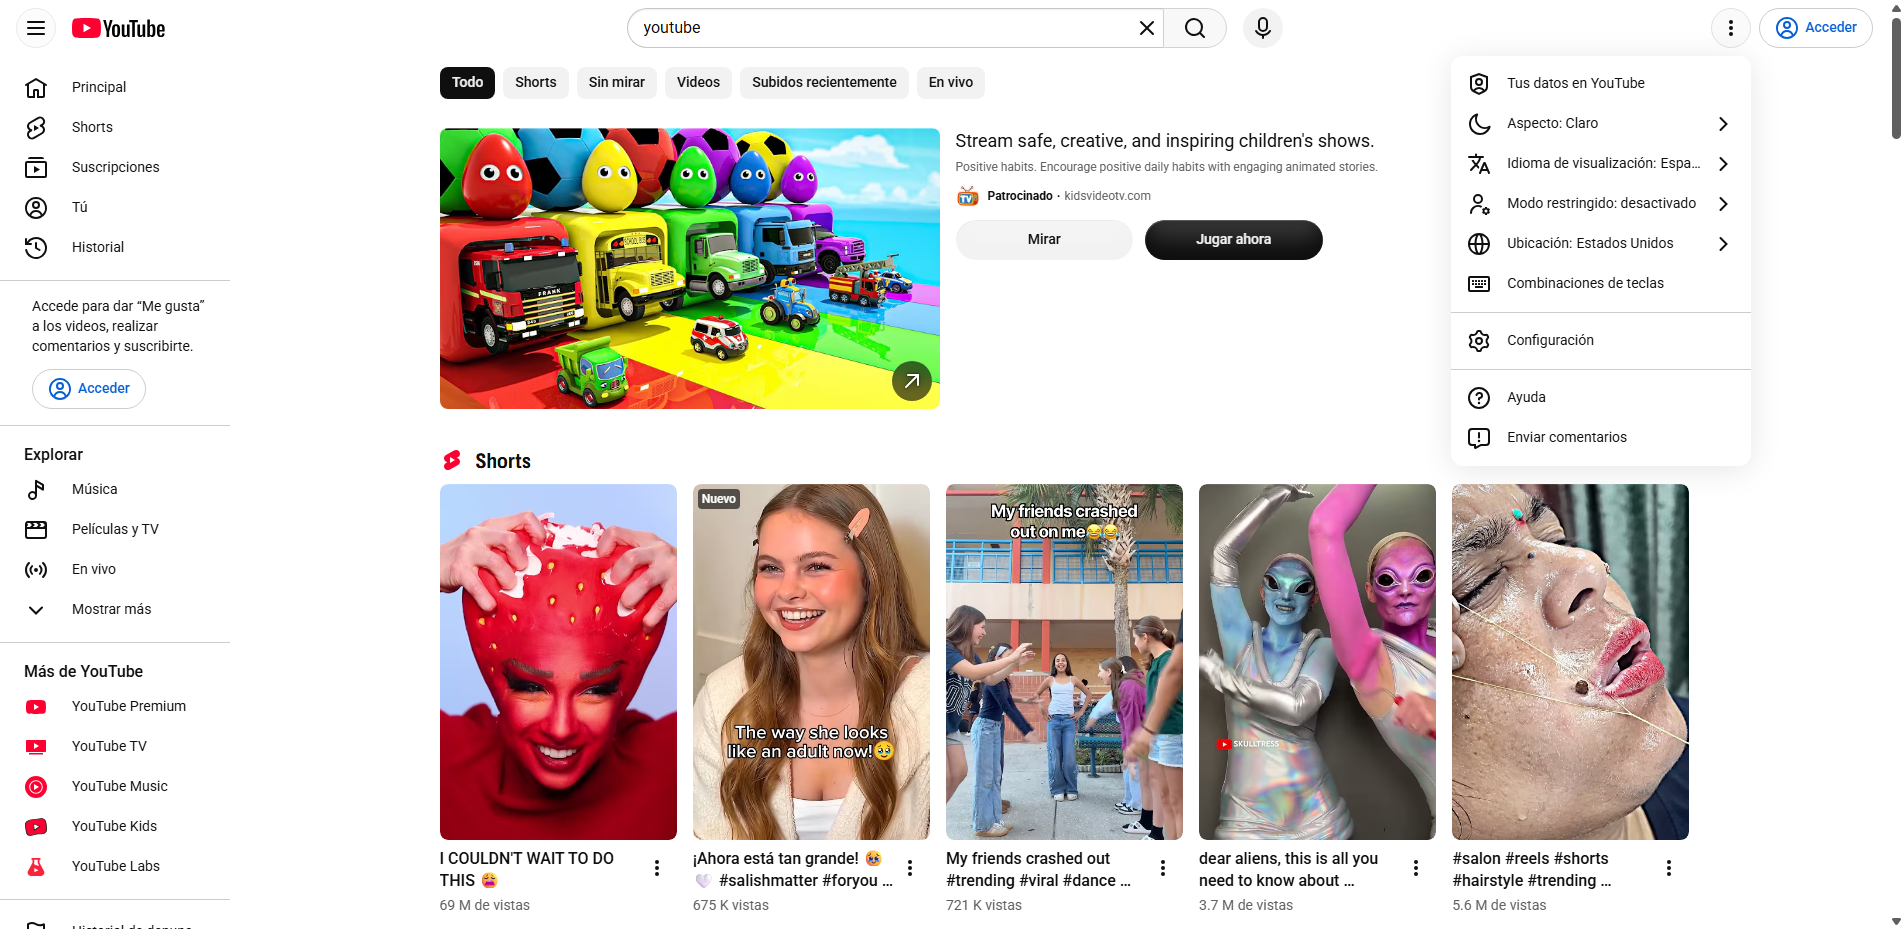 YouTube
youtube
Acceder
Principal
Shorts
Suscripciones
Tú
Historial
Accede para dar “Me gusta”
a los videos, realizar
comentarios y suscribirte.
Acceder
Explorar
Música
Películas y TV
En vivo
Mostrar más
Más de YouTube
YouTube Premium
YouTube TV
YouTube Music
YouTube Kids
YouTube Labs
Todo
Shorts
Sin mirar
Videos
Subidos recientemente
En vivo
SCHOOL BUS
FRANK
Stream safe, creative, and inspiring children's shows.
Positive habits. Encourage positive daily habits with engaging animated stories.
TV
Patrocinado · kidsvideotv.com
Mirar
Jugar ahora
Tus datos en YouTube
Aspecto: Claro
Idioma de visualización: Espa...
Modo restringido: desactivado
Ubicación: Estados Unidos
Combinaciones de teclas
Configuración
Ayuda
Enviar comentarios
Shorts
I COULDN'T WAIT TO DO
THIS 😩
69 M de vistas
Nuevo
The way she looks
like an adult now!🥹
¡Ahora está tan grande! 😭
🤍 #salishmatter #foryou ...
675 K vistas
My friends crashed
out on me😂😂
My friends crashed out
#trending #viral #dance ...
721 K vistas
SKULLTRESS
dear aliens, this is all you
need to know about ...
3.7 M de vistas
#salon #reels #shorts
#hairstyle #trending ...
5.6 M de vistas